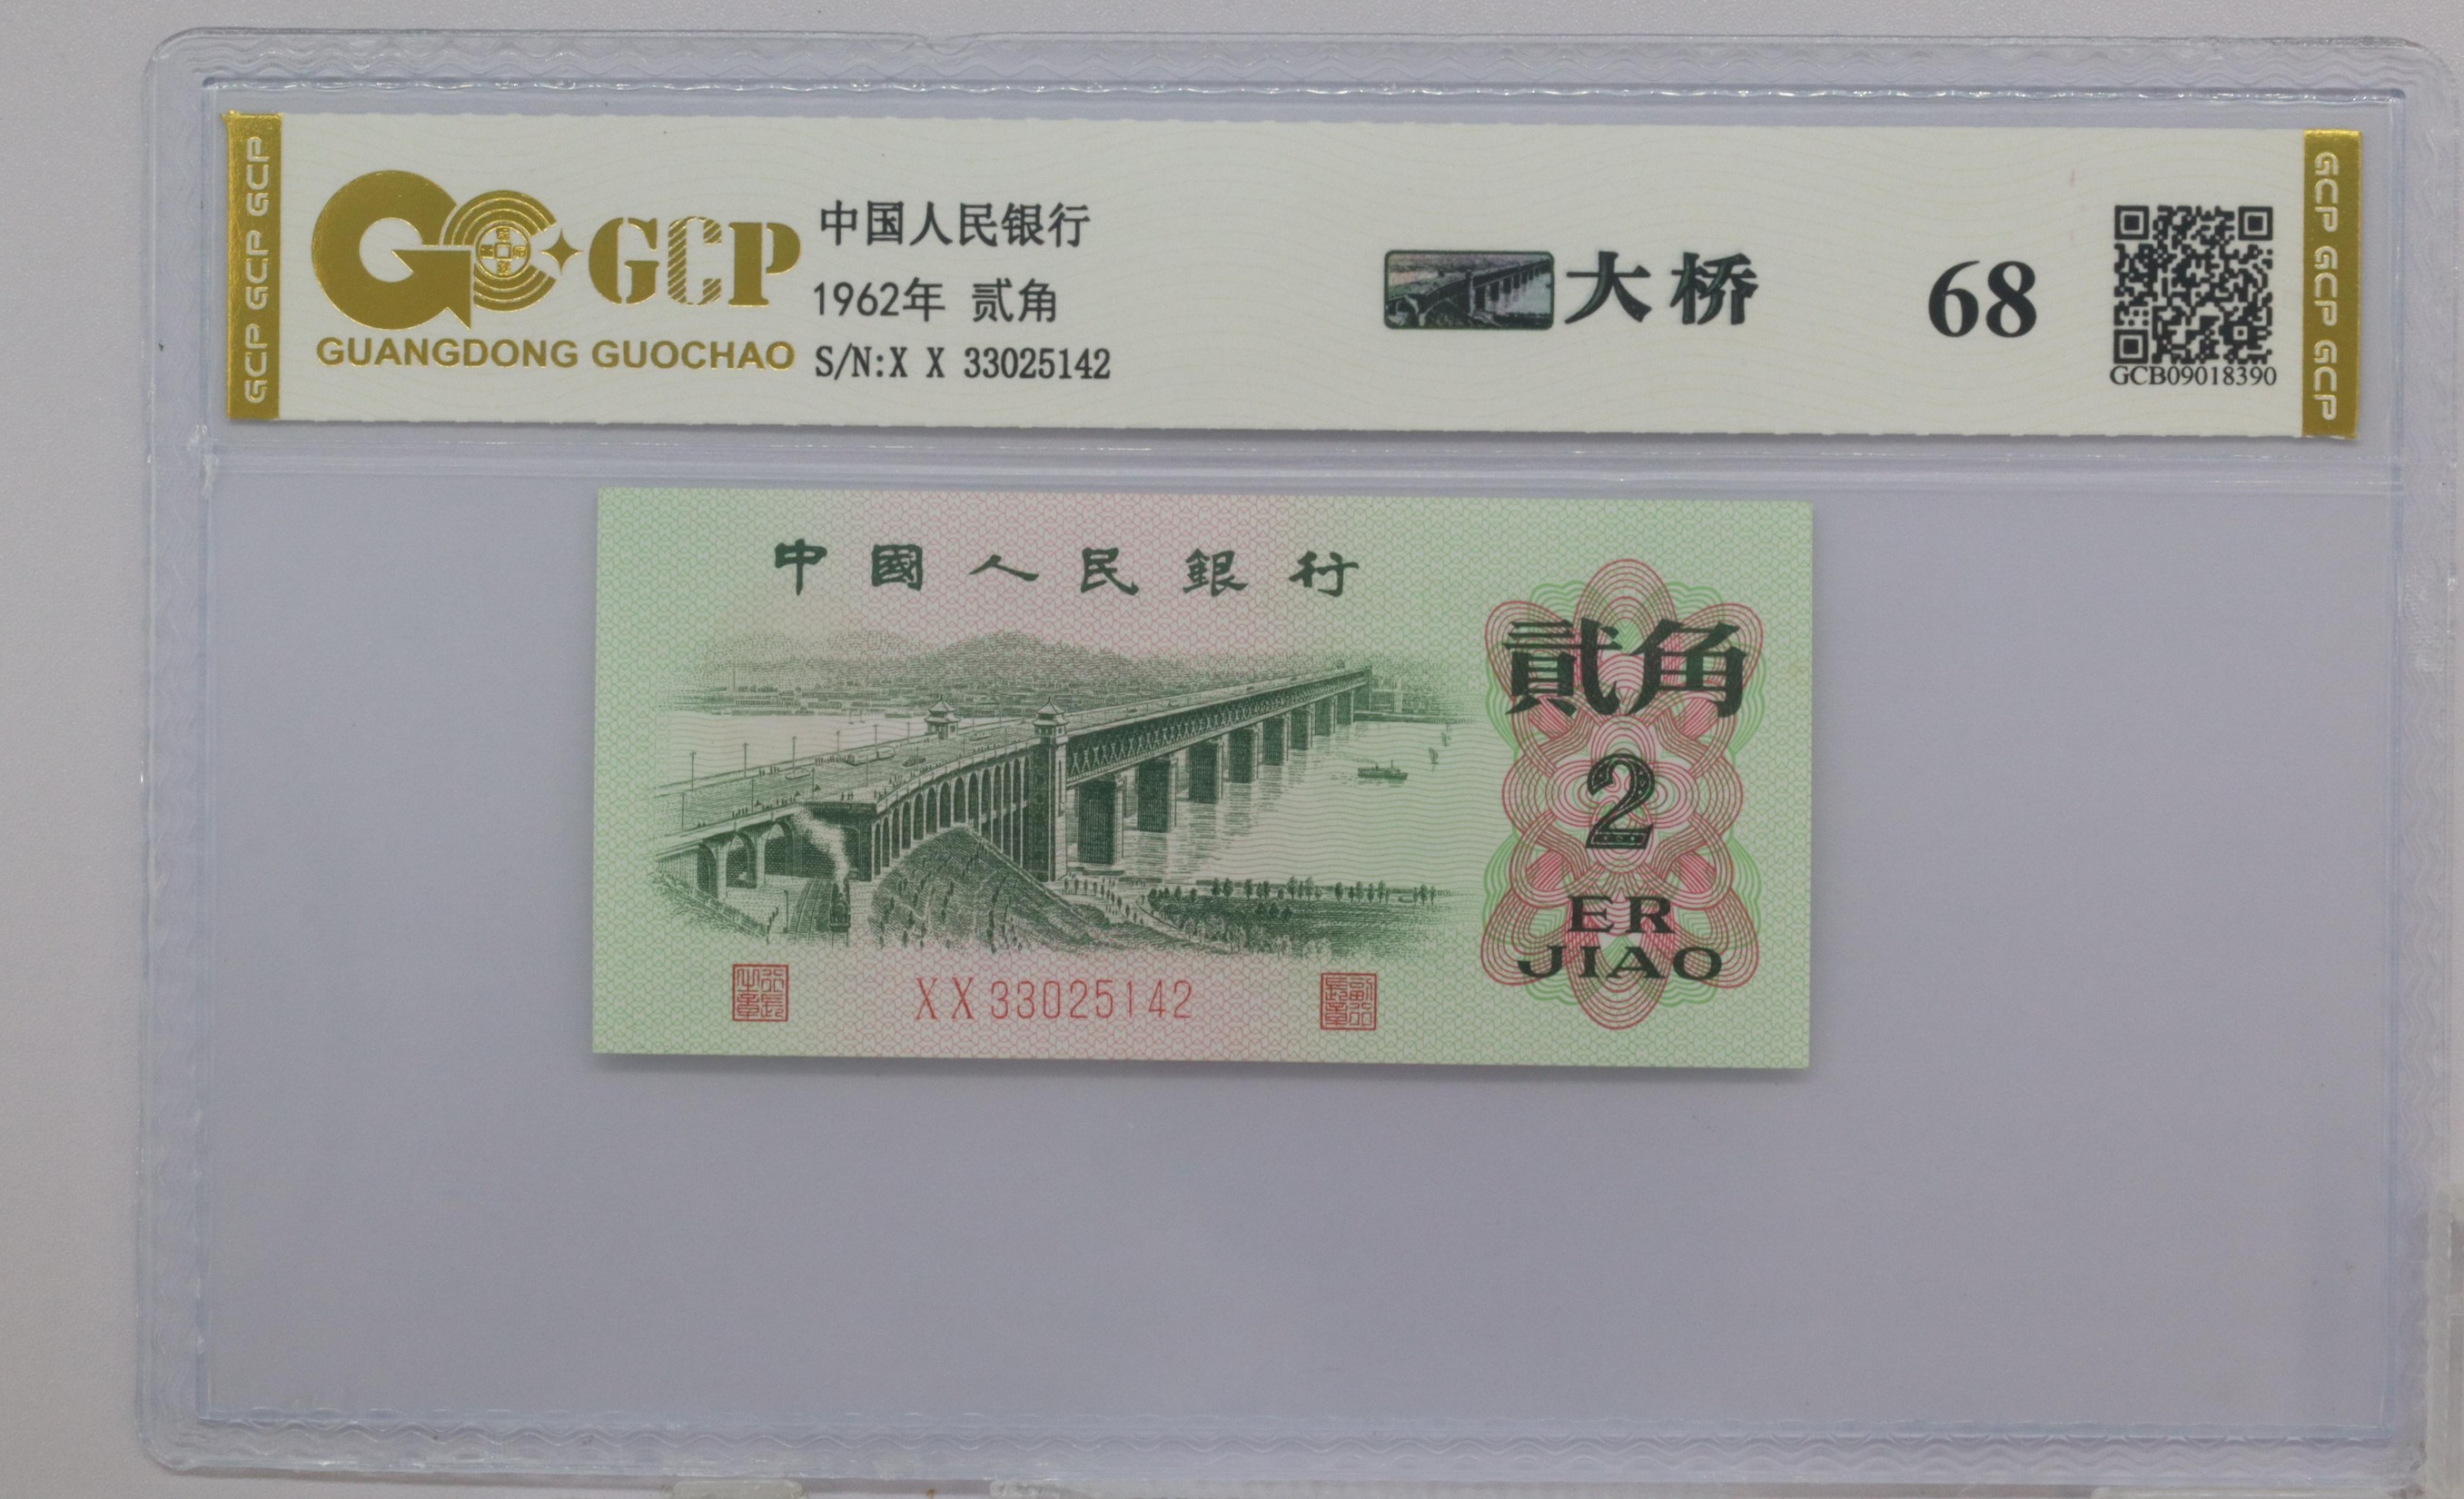 GCP GCP GCP
GCP
GUANGDONG GUOCHAO
中国人民银行
1962年 贰角
S/N:X X 33025142
大桥
68
GCB09018390
GCP GCP GCP
中國人民銀行
貳角
2
ER
JIAO
XX33025142